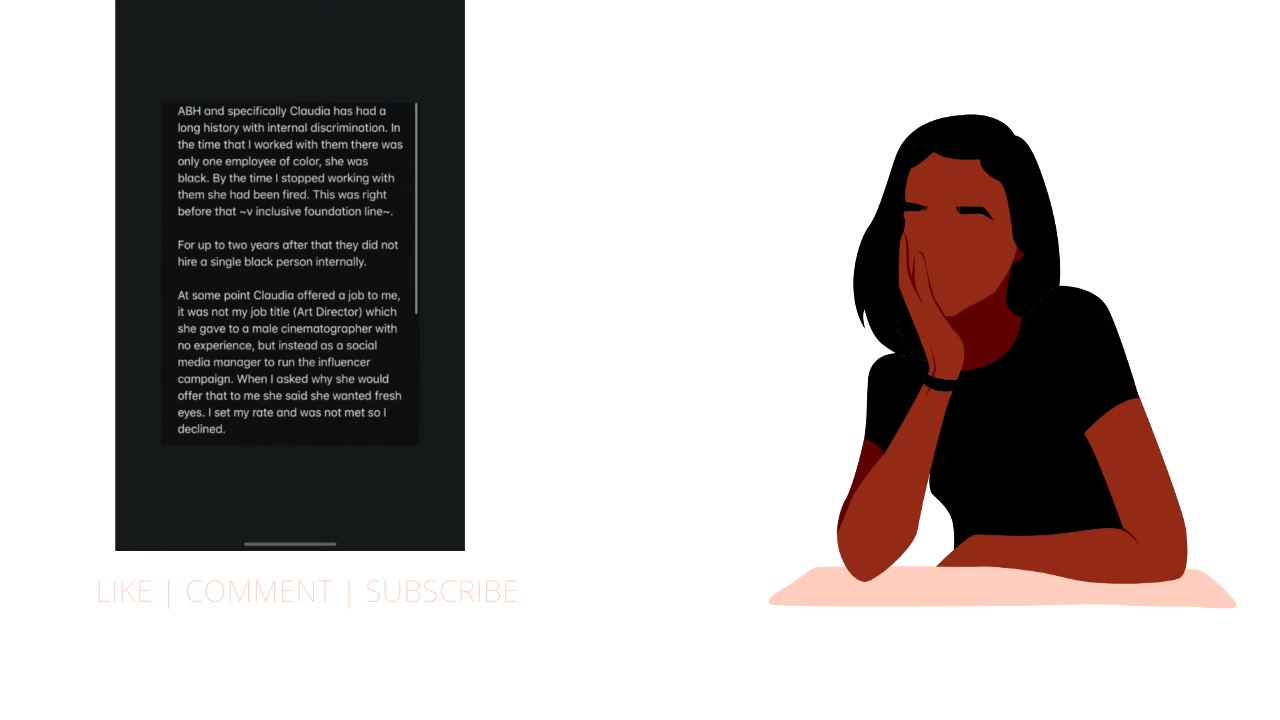 ABH and specifically Claudia has had a
long history with internal discrimination. In
the time that I worked with them there was
only one employee of color, she was
black. By the time I stopped working with
them she had been fired. This was right
before that ~v inclusive foundation line~.
For up to two years after that they did not
hire a single black person internally.
At some point Claudia offered a job to me,
it was not my job title (Art Director) which
she gave to a male cinematographer with
no experience, but instead as a social
media manager to run the influencer
campaign. When I asked why she would
offer that to me she said she wanted fresh
eyes. I set my rate and was not met so I
declined.
LIKE | COMMENT | SUBSCRIBE